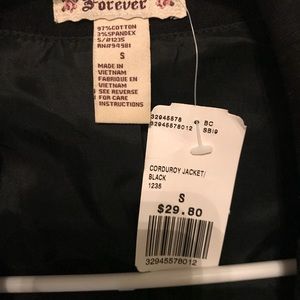 Forever
97%COTTON
3%SPANDEX
S/#1235
RN#94981
S
MADE IN
VIETNAM
FABRIQUE EN
VIETNAM
SEE REVERSE
FOR CARE
INSTRUCTIONS
32945578 BC
32945578012 SB19
CORDUROY JACKET/
BLACK
1235
S
$29.80
32945578012